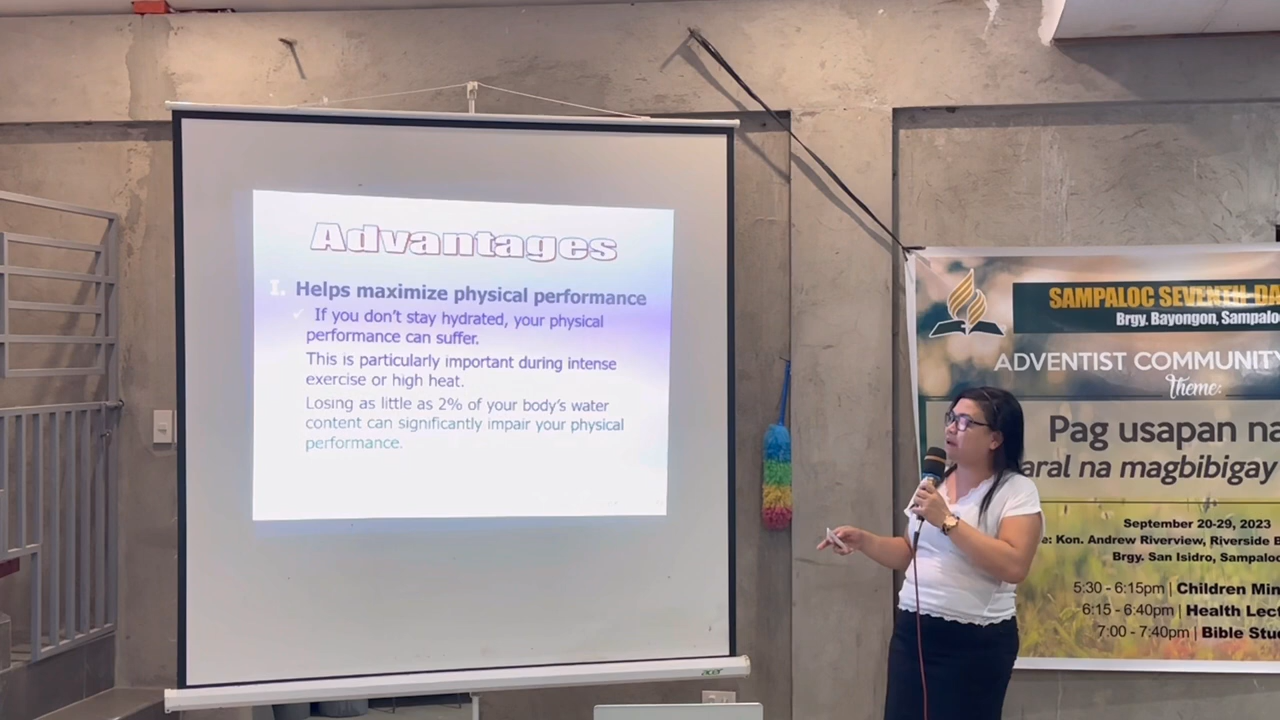 Advantages
I. Helps maximize physical performance
✓ If you don't stay hydrated, your physical
performance can suffer.
This is particularly important during intense
exercise or high heat.
Losing as little as 2% of your body's water
content can significantly impair your physical
performance.
acer
SAMPALOC SEVENTH-DA
Brgy. Bayongon, Sampaloc
ADVENTIST COMMUNITY
Theme:
Pag usapan na
aral na magbibigay
September 20-29, 2023
e: Kon. Andrew Riverview, Riverside B
Brgy. San Isidro, Sampaloc
5:30 - 6:15pm | Children Min
6:15 - 6:40pm | Health Lect
7:00 - 7:40pm | Bible Stu